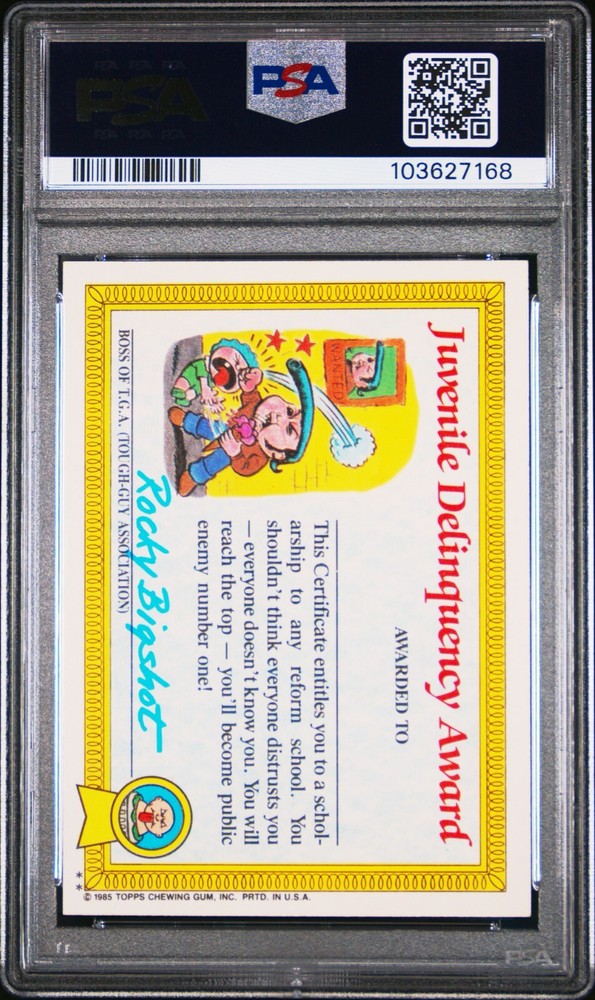 PSA
103627168
Juvenile Delinquency Award
AWARDED TO
This Certificate entitles you to a schol-
arship to any reform school. You
shouldn't think everyone distrusts you
— everyone doesn't know you. You will
reach the top — you'll become public
enemy number one!
WANTED
Rocky Bigshot
BOSS OF T.G.A. (TOUGH-GUY ASSOCIATION)
**
© 1985 TOPPS CHEWING GUM, INC. PRTD. IN U.S.A.
PSA